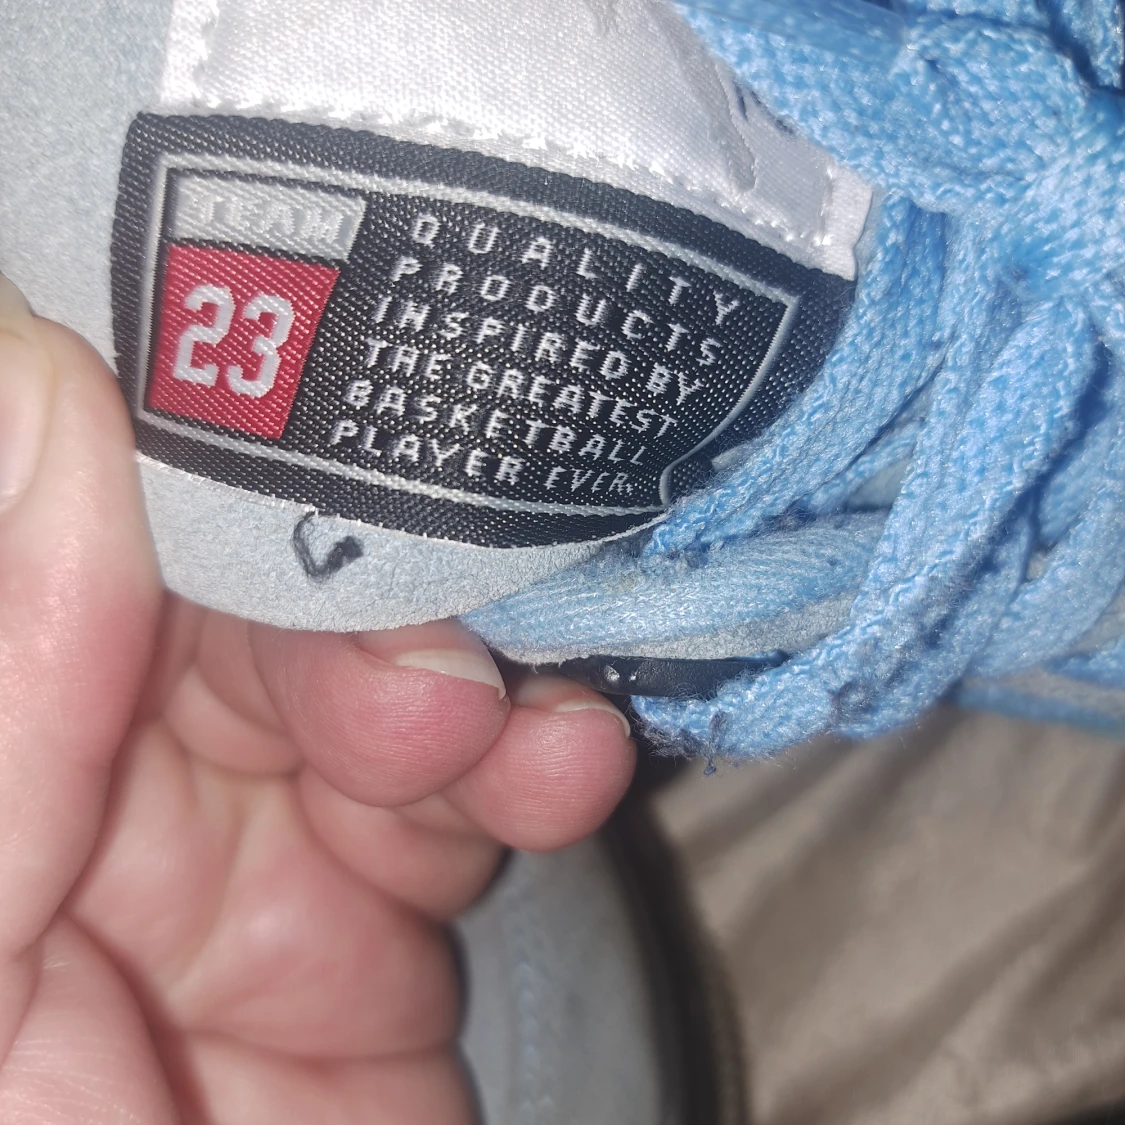 TEAM
23
QUALITY
PRODUCTS
INSPIRED BY
THE GREATEST
BASKETBALL
PLAYER EVER.